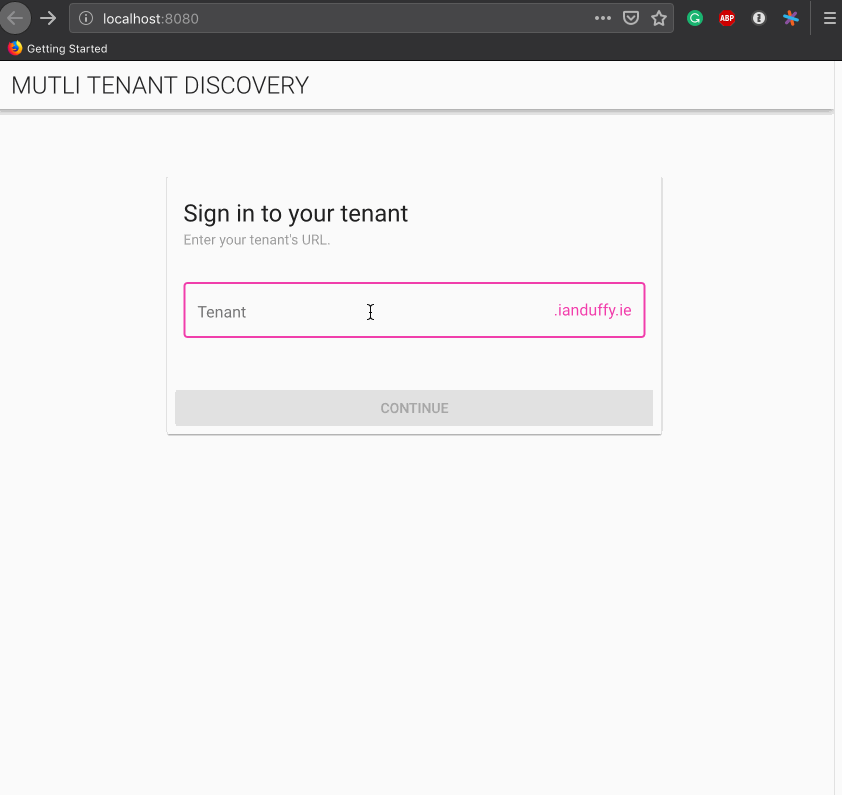 localhost:8080
ABP
Getting Started
MUTLI TENANT DISCOVERY
Sign in to your tenant
Enter your tenant's URL.
Tenant .ianduffy.ie
CONTINUE